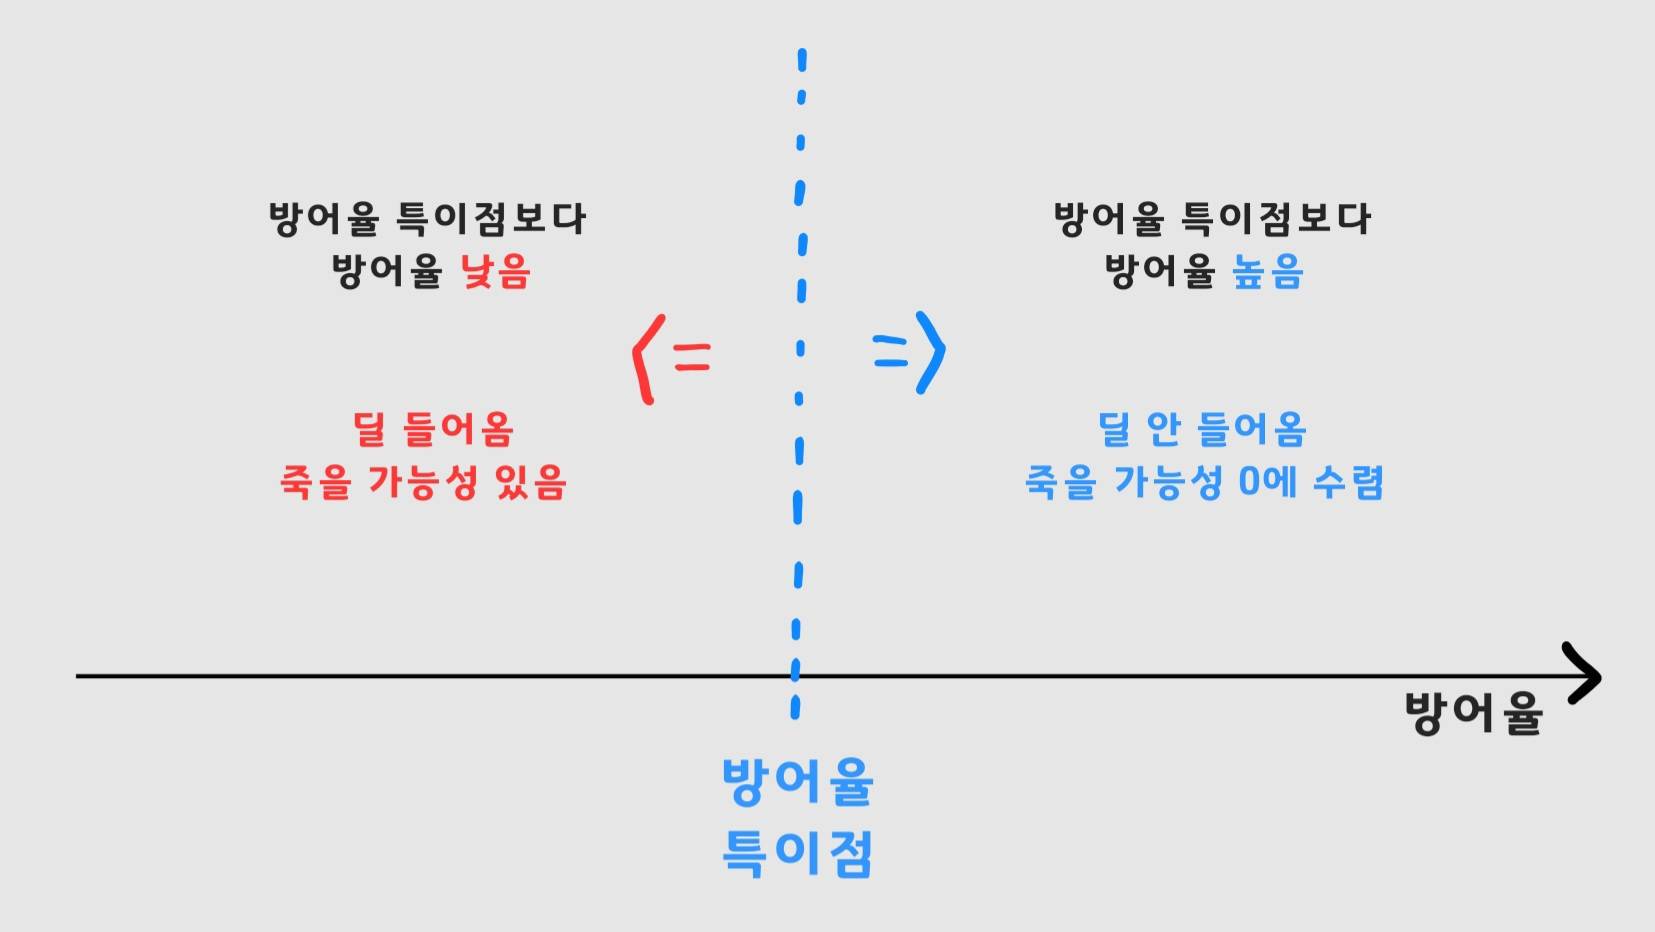 방어율 특이점보다
방어율 낮음
<=
딜 들어옴
죽을 가능성 있음
방어율 특이점보다
방어율 높음
=>
딜 안 들어옴
죽을 가능성 0에 수렴
방어율
방어율
특이점